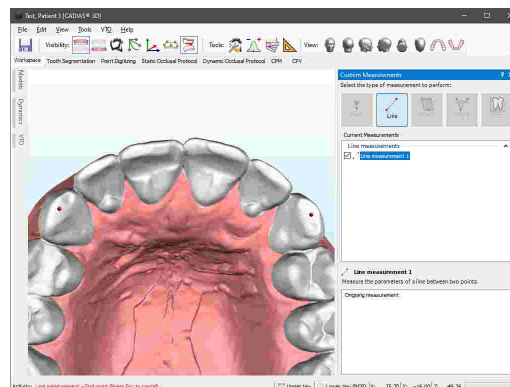 Test, Patient 3 [CADIAS® 3D]
File Edit View Tools VTO Help
Visibility: Tools: View:
Workspace Tooth Segmentation Point Digitizing Static Occlusal Protocol Dynamic Occlusal Protocol CPM CPV
Models
Dynamics
VTO
Custom Measurements
Select the type of measurement to perform:
Line
Current Measurements
Line measurements
Line measurement 1
Line measurement 1
Measure the parameters of a line between two points.
Ongoing measurement